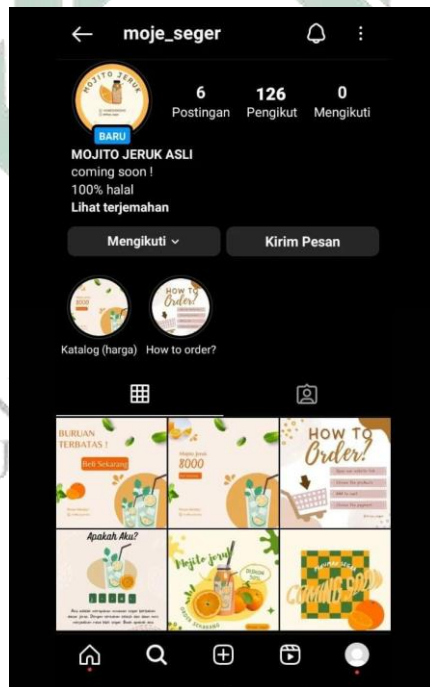 moje_seger
MOJITO JERUK
6
Postingan
126
Pengikut
0
Mengikuti
BARU
MOJITO JERUK ASLI
coming soon !
100% halal
Lihat terjemahan
Mengikuti
Kirim Pesan
HOW TO
Order?
Katalog (harga)
How to order?
BURUAN
TERBATAS !
Beli Sekarang
Mojito Jeruk
8000
HOW TO
Order?
Apakah Aku?
Mojito jeruk
ORDER SEKARANG
COMING SOON